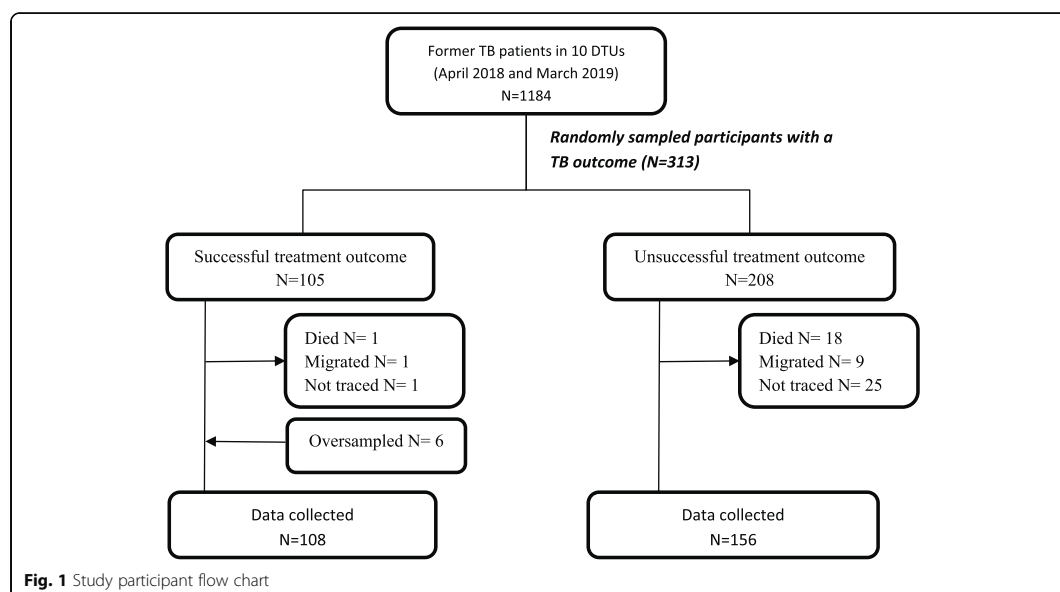 Former TB patients in 10 DTUs
(April 2018 and March 2019)
N=1184
Randomly sampled participants with a
TB outcome (N=313)
Successful treatment outcome
N=105
Unsuccessful treatment outcome
N=208
Died N= 1
Migrated N= 1
Not traced N= 1
Died N= 18
Migrated N= 9
Not traced N= 25
Oversampled N= 6
Data collected
N=108
Data collected
N=156
Fig. 1 Study participant flow chart